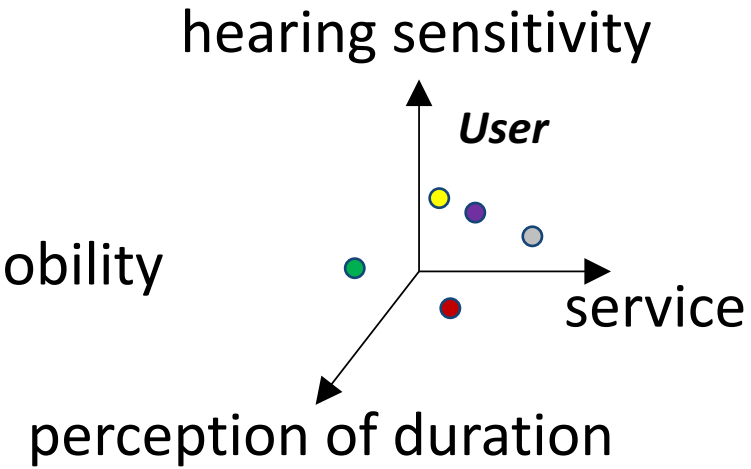 hearing sensitivity
User
obility
service
perception of duration